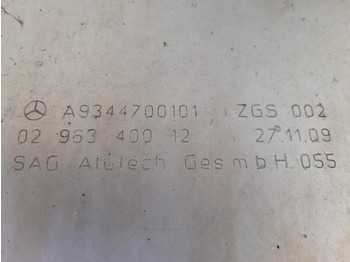 A9344700101 ZGS 002
02 963 400 12 27.11.09
SAG Alutech Ges.m.b.H. 055